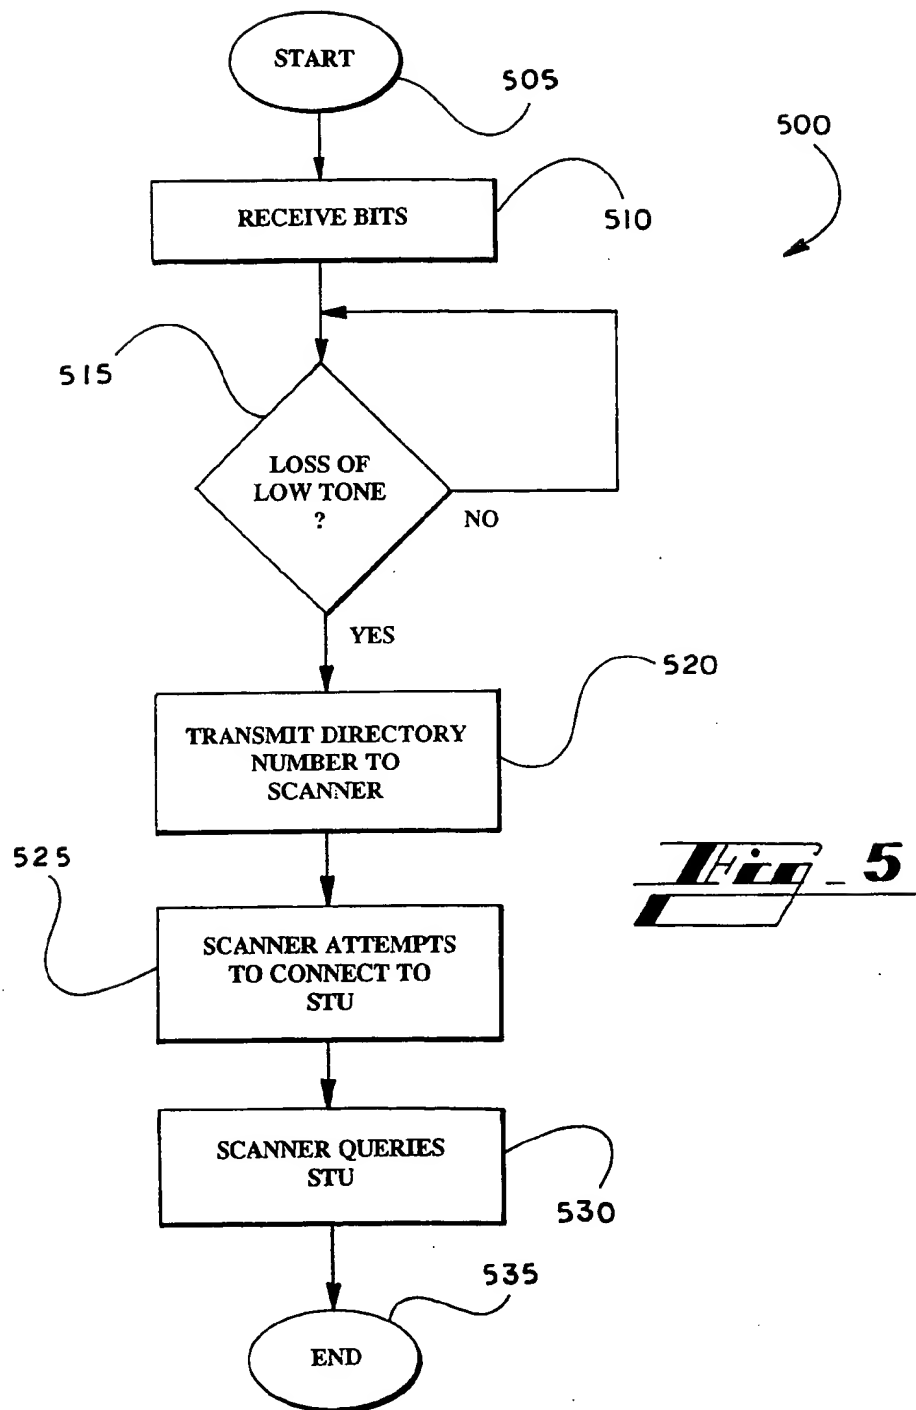 START
505
500
RECEIVE BITS
510
515
LOSS OF
LOW TONE
?
NO
YES
520
TRANSMIT DIRECTORY
NUMBER TO
SCANNER
525
Fig_5
SCANNER ATTEMPTS
TO CONNECT TO
STU
SCANNER QUERIES
STU
530
535
END